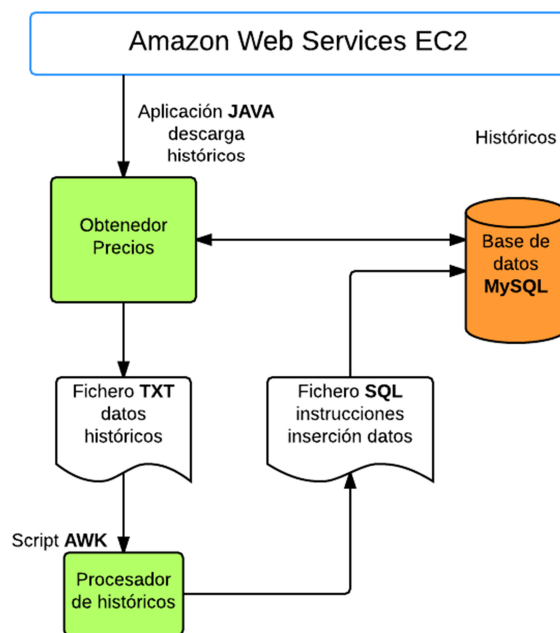 Amazon Web Services EC2
Aplicación JAVA
descarga
históricos
Históricos
Obtenedor
Precios
Base de
datos
MySQL
Fichero TXT
datos
históricos
Fichero SQL
instrucciones
inserción datos
Script AWK
Procesador
de históricos